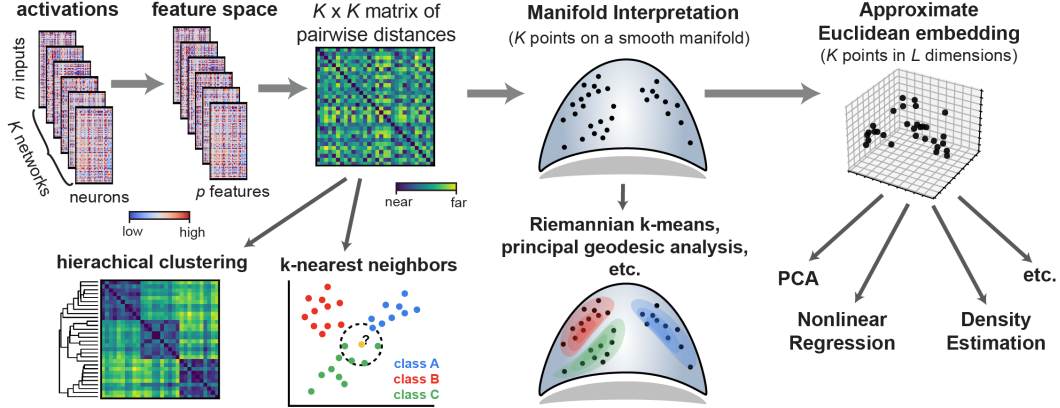 activations
feature space
K x K matrix of
pairwise distances
Manifold Interpretation
(K points on a smooth manifold)
Approximate
Euclidean embedding
(K points in L dimensions)
m inputs
K networks
neurons
p features
low
high
near
far
hierachical clustering
k-nearest neighbors
?
class A
class B
class C
Riemannian k-means,
principal geodesic analysis,
etc.
PCA
Nonlinear
Regression
Density
Estimation
etc.